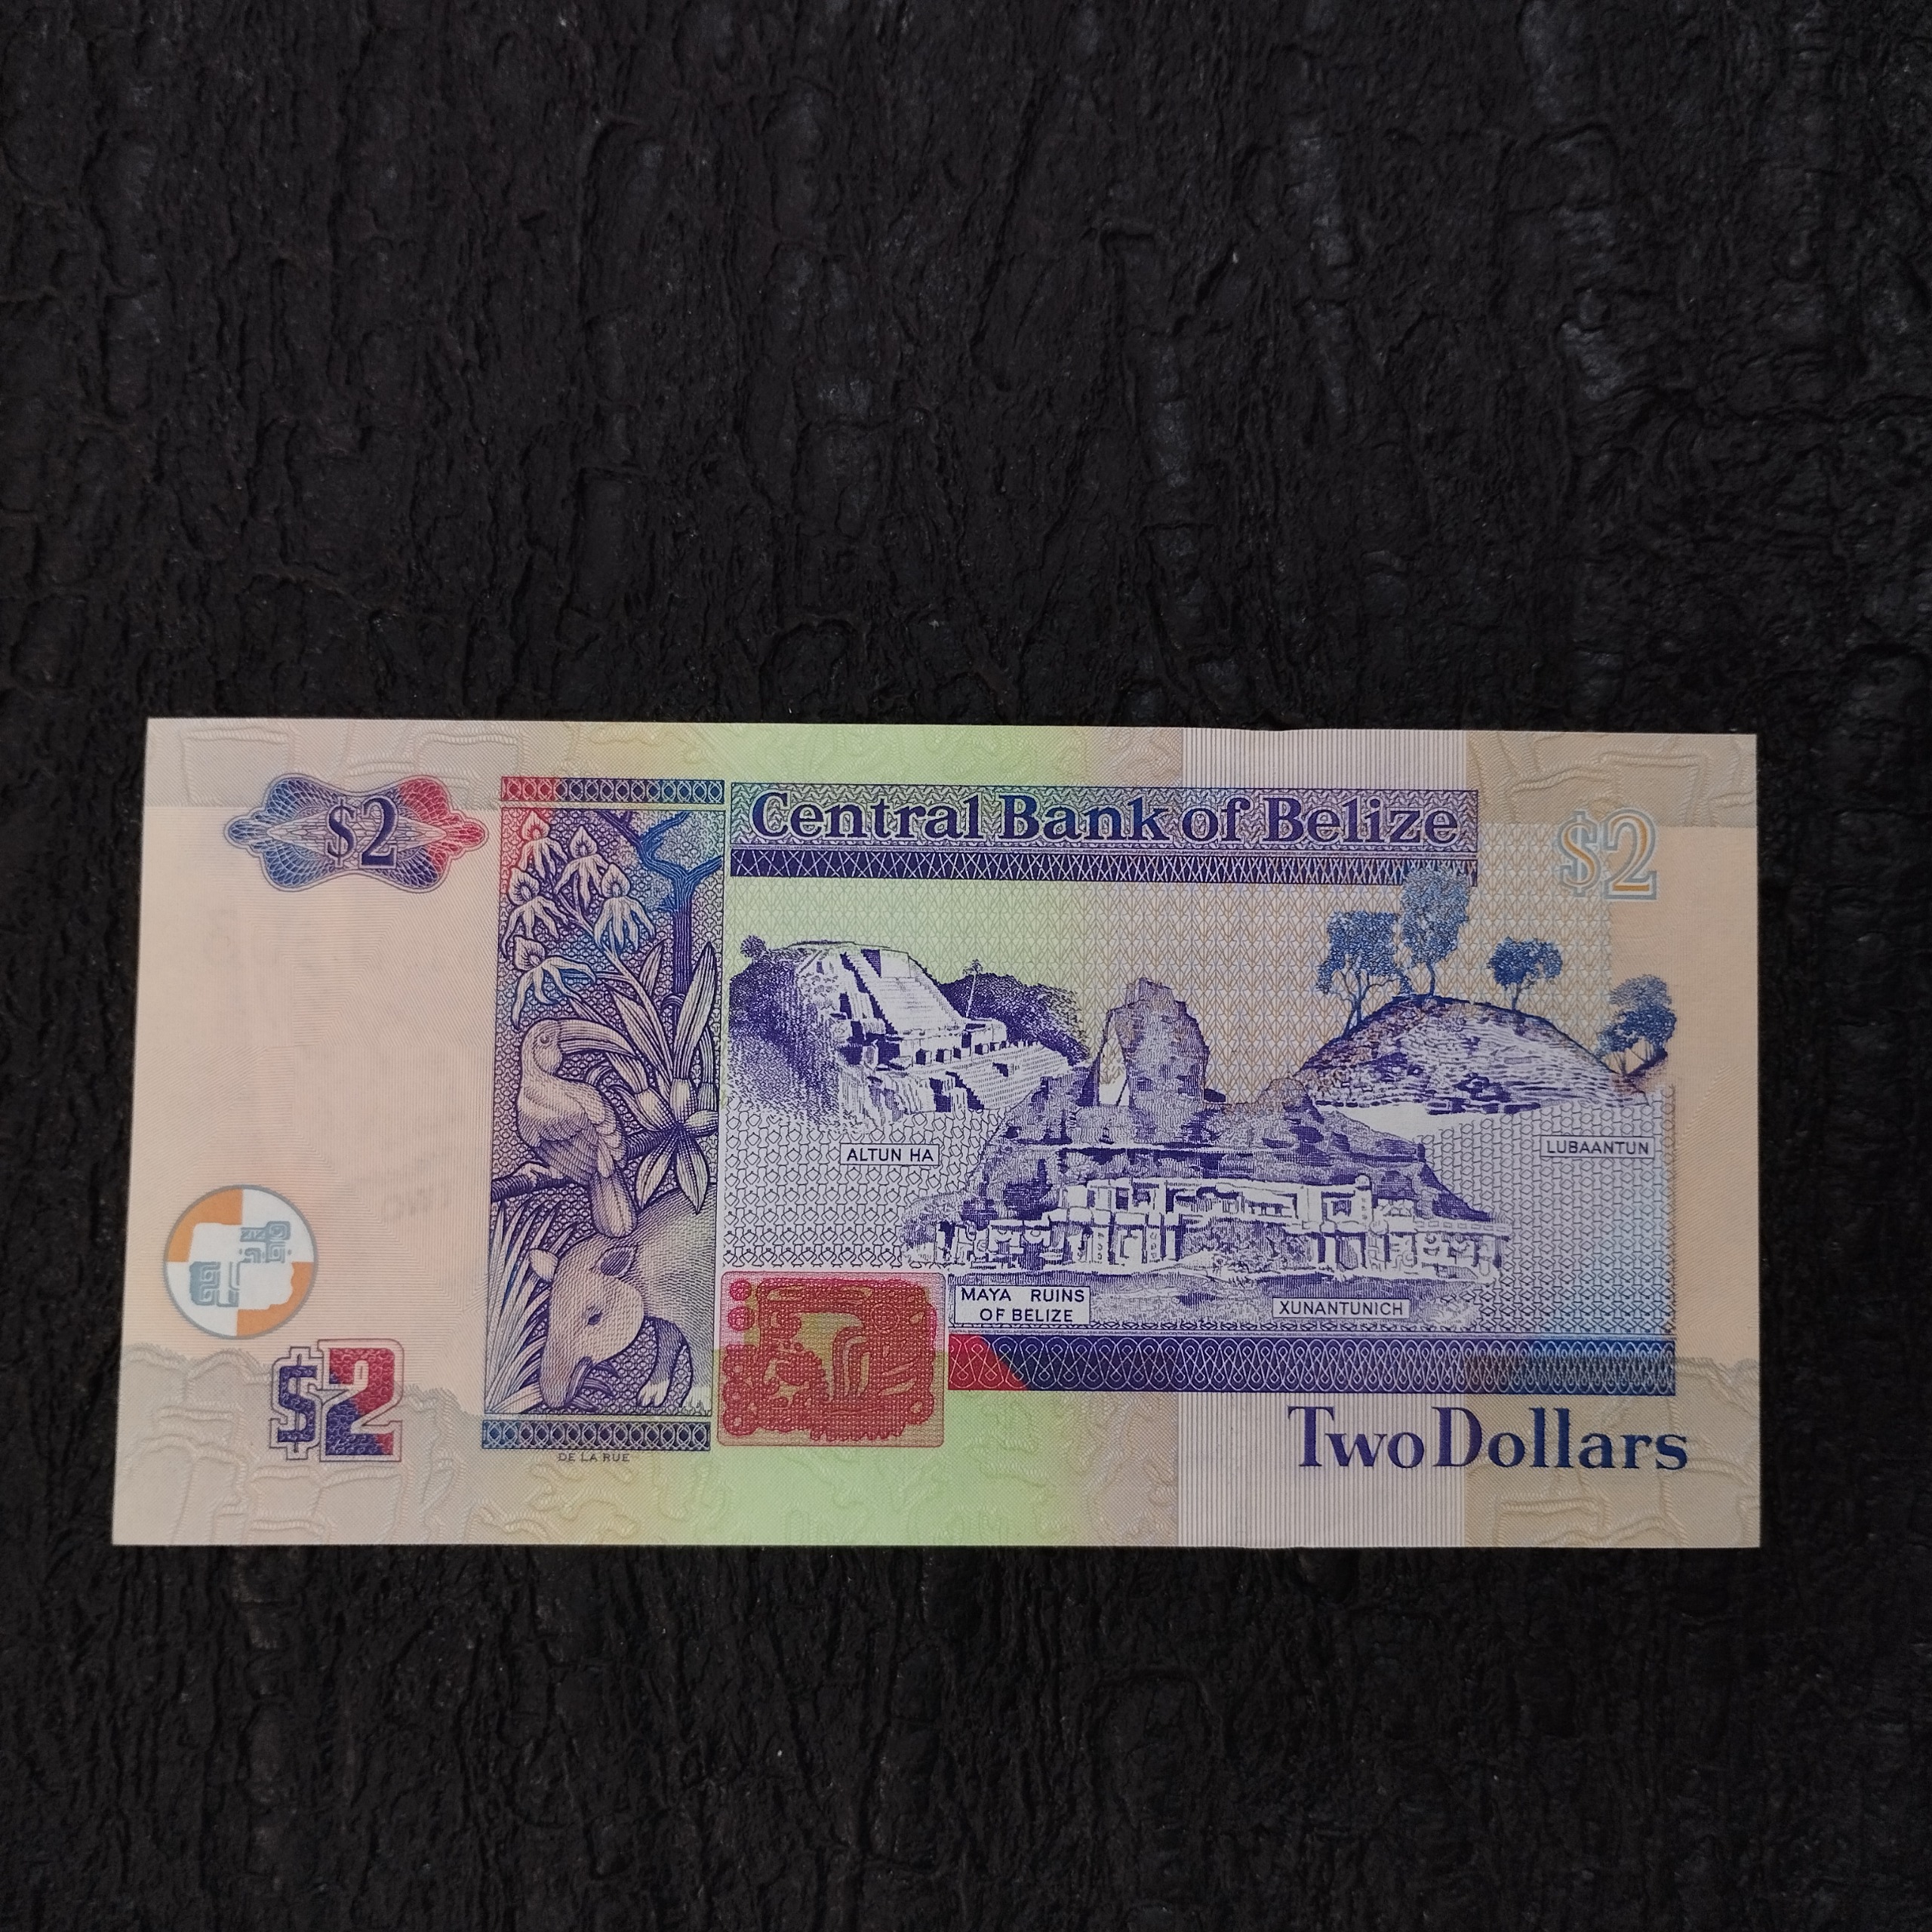 $2
Central Bank of Belize
$2
ALTUN HA
LUBAANTUN
MAYA RUINS
OF BELIZE
XUNANTUNICH
$2
Two Dollars
DE LA RUE